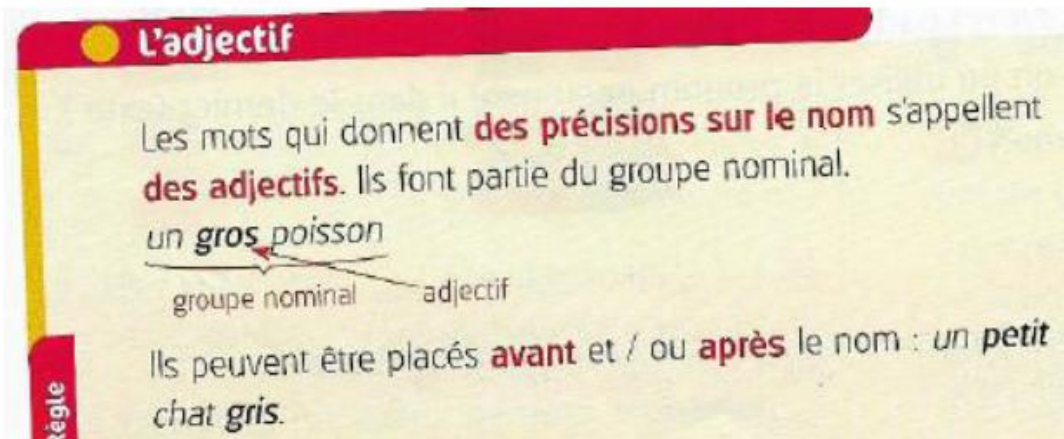 L'adjectif
Les mots qui donnent des précisions sur le nom s'appellent
des adjectifs. Ils font partie du groupe nominal.
un gros poisson
groupe nominal adjectif
Ils peuvent être placés avant et / ou après le nom : un petit
chat gris.
Règle